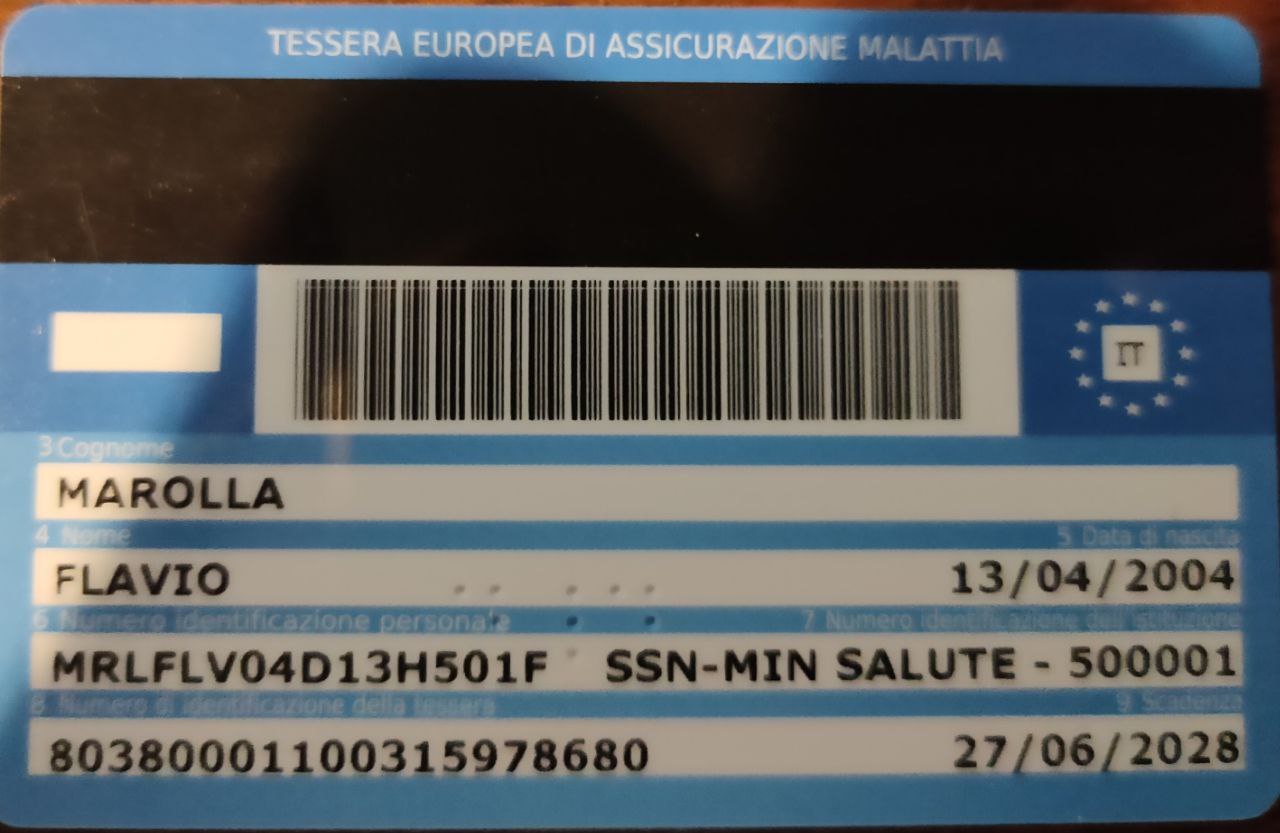 TESSERA EUROPEA DI ASSICURAZIONE MALATTIA
IT
3 Cognome
MAROLLA
4 Nome
5 Data di nascita
FLAVIO
13/04/2004
6 Numero identificazione personale
7 Numero identificazione dell'istituzione
MRLFLV04D13H501F
SSN-MIN SALUTE - 500001
8 Numero di identificazione della tessera
9 Scadenza
80380001100315978680
27/06/2028